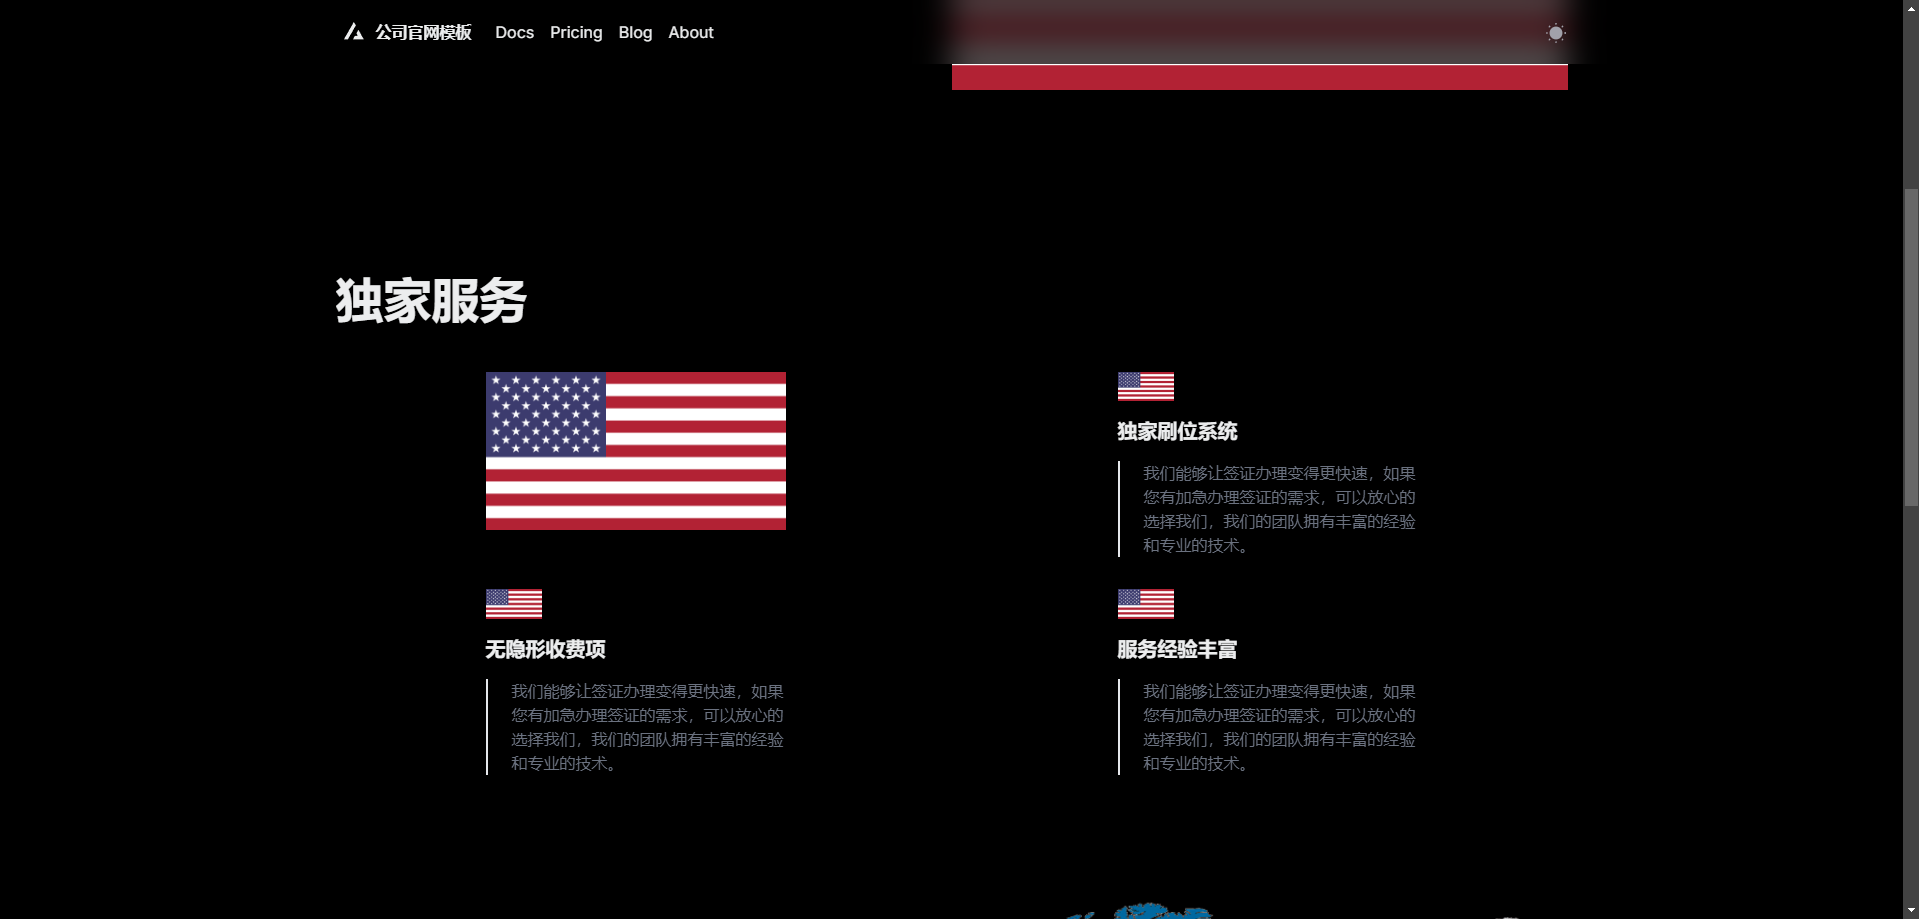 公司官网模板 Docs Pricing Blog About
独家服务
独家刷位系统
我们能够让签证办理变得更快速，如果
您有加急办理签证的需求，可以放心的
选择我们，我们的团队拥有丰富的经验
和专业的技术。
无隐形收费项
我们能够让签证办理变得更快速，如果
您有加急办理签证的需求，可以放心的
选择我们，我们的团队拥有丰富的经验
和专业的技术。
服务经验丰富
我们能够让签证办理变得更快速，如果
您有加急办理签证的需求，可以放心的
选择我们，我们的团队拥有丰富的经验
和专业的技术。